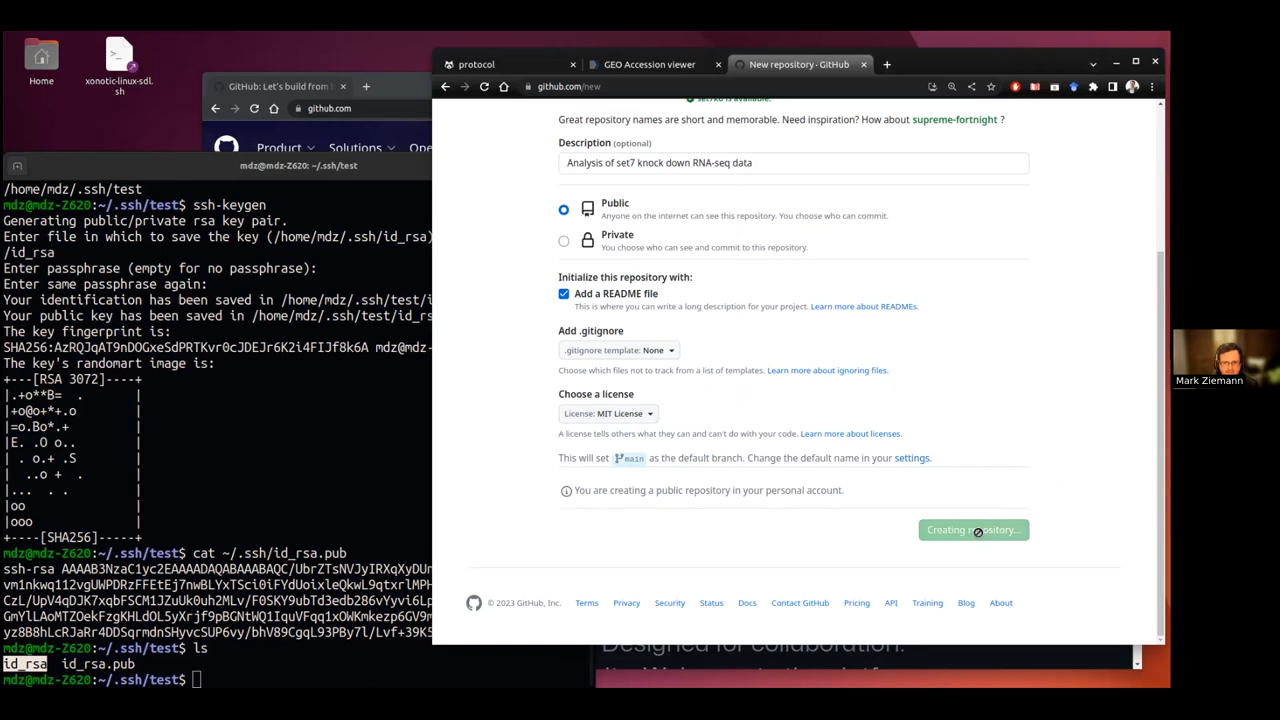 Home
xonotic-linux-sdl.
sh
GitHub: Let's build from
github.com
Product
Solutions
mdz@mdz-Z620: ~/.ssh/test
/home/mdz/.ssh/test
mdz@mdz-Z620:~/.ssh/test$ ssh-keygen
Generating public/private rsa key pair.
Enter file in which to save the key (/home/mdz/.ssh/id_rsa)
/id_rsa
Enter passphrase (empty for no passphrase):
Enter same passphrase again:
Your identification has been saved in /home/mdz/.ssh/test/i
Your public key has been saved in /home/mdz/.ssh/test/id_rs
The key fingerprint is:
The key's randomart image is:
+---[RSA 3072]----+
|.+o**B=  .       |
|+o@o+*+.o        |
|=o.Bo*.+         |
|E. .O o..        |
| . o.+ .S        |
|  ..o +  .       |
|... . .          |
|oo               |
|ooo              |
+----[SHA256]-----+
mdz@mdz-Z620:~/.ssh/test$ cat ~/.ssh/id_rsa.pub
mdz@mdz-Z620:~/.ssh/test$ ls
id_rsa  id_rsa.pub
mdz@mdz-Z620:~/.ssh/test$
protocol
GEO Accession viewer
New repository · GitHub
github.com/new
set7kd is available.
Great repository names are short and memorable. Need inspiration? How about supreme-fortnight ?
Description (optional)
Analysis of set7 knock down RNA-seq data
Public
Anyone on the internet can see this repository. You choose who can commit.
Private
You choose who can see and commit to this repository.
Initialize this repository with:
Add a README file
This is where you can write a long description for your project. Learn more about READMEs.
Add .gitignore
.gitignore template: None
Choose which files not to track from a list of templates. Learn more about ignoring files.
Choose a license
License: MIT License
A license tells others what they can and can't do with your code. Learn more about licenses.
This will set main as the default branch. Change the default name in your settings.
You are creating a public repository in your personal account.
Creating repository...
© 2023 GitHub, Inc.
Terms
Privacy
Security
Status
Docs
Contact GitHub
Pricing
API
Training
Blog
About
Designed for collaboration.
Mark Ziemann